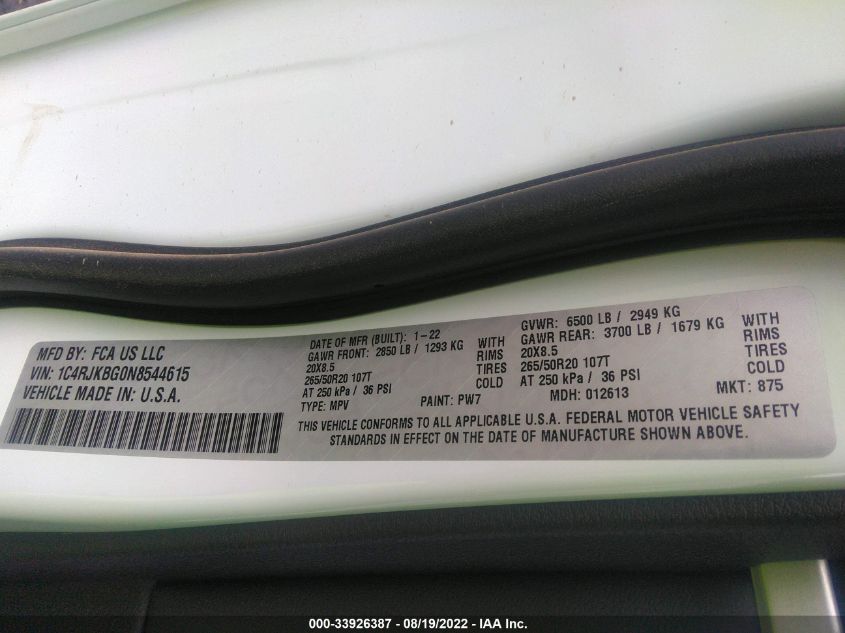 MFD BY: FCA US LLC
VIN: 1C4RJKBG0N8544615
VEHICLE MADE IN: U.S.A.
DATE OF MFR (BUILT): 1-22
GAWR FRONT: 2850 LB / 1293 KG WITH
20X8.5 RIMS
265/50R20 107T TIRES
AT 250 kPa / 36 PSI COLD
TYPE: MPV PAINT: PW7
GVWR: 6500 LB / 2949 KG
GAWR REAR: 3700 LB / 1679 KG WITH
20X8.5 RIMS
265/50R20 107T TIRES
AT 250 kPa / 36 PSI COLD
MDH: 012613 MKT: 875
THIS VEHICLE CONFORMS TO ALL APPLICABLE U.S.A. FEDERAL MOTOR VEHICLE SAFETY
STANDARDS IN EFFECT ON THE DATE OF MANUFACTURE SHOWN ABOVE.
000-33926387 - 08/19/2022 - IAA Inc.